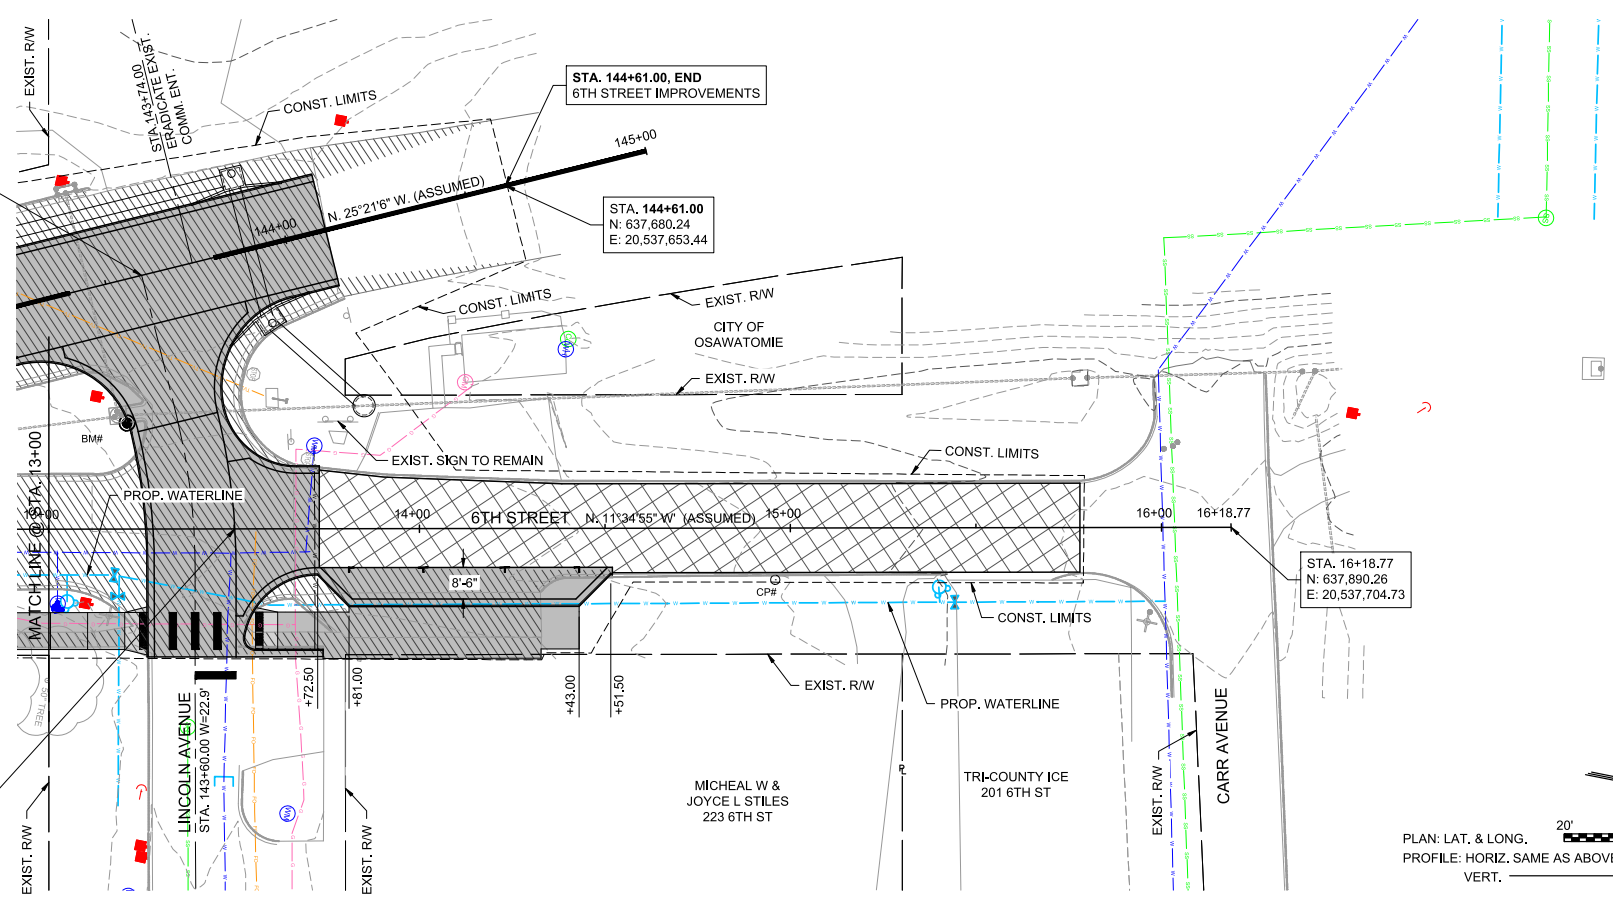 EXIST. R/W
STA. 143+74.00
ERADICATE EXIST.
COMM. ENT.
CONST. LIMITS
STA. 144+61.00, END
6TH STREET IMPROVEMENTS
145+00
N. 25°21'6" W. (ASSUMED)
144+00
STA. 144+61.00
N: 637,680.24
E: 20,537,653.44
CONST. LIMITS
EXIST. R/W
CITY OF
OSAWATOMIE
EXIST. R/W
BM#
EXIST. SIGN TO REMAIN
CONST. LIMITS
MATCH LINE @ STA. 13+00
PROP. WATERLINE
13+00
14+00
6TH STREET
N. 11°34'55" W' (ASSUMED)
15+00
16+00
16+18.77
STA. 16+18.77
N: 637,890.26
E: 20,537,704.73
8'-6"
CP#
CONST. LIMITS
+72.50
+81.00
+43.00
+51.50
EXIST. R/W
PROP. WATERLINE
6'-50' TREE
LINCOLN AVENUE
STA. 143+60.00 W=22.9'
MICHEAL W &
JOYCE L STILES
223 6TH ST
TRI-COUNTY ICE
201 6TH ST
EXIST. R/W
CARR AVENUE
EXIST. R/W
EXIST. R/W
20'
PLAN: LAT. & LONG.
PROFILE: HORIZ. SAME AS ABOVE
VERT.